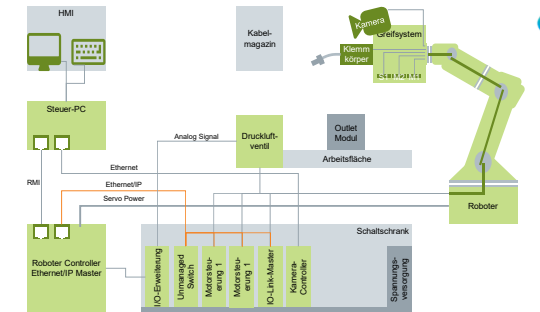 HMI
Kamera
Greifsystem
Kabel-
magazin
Klemm
körper
Steuer-PC
Analog Signal
Druckluft-
ventil
Outlet
Modul
Arbeitsfläche
Ethernet
RMI
Ethernet/IP
Servo Power
Roboter
Schaltschrank
Roboter Controller
Ethernet/IP Master
I/O-Erweiterung
Unmanaged
Switch
Motorsteu-
erung 1
Motorsteu-
erung 1
IO-Link-Master
Kamera-
Controller
Spannungs-
versorgung